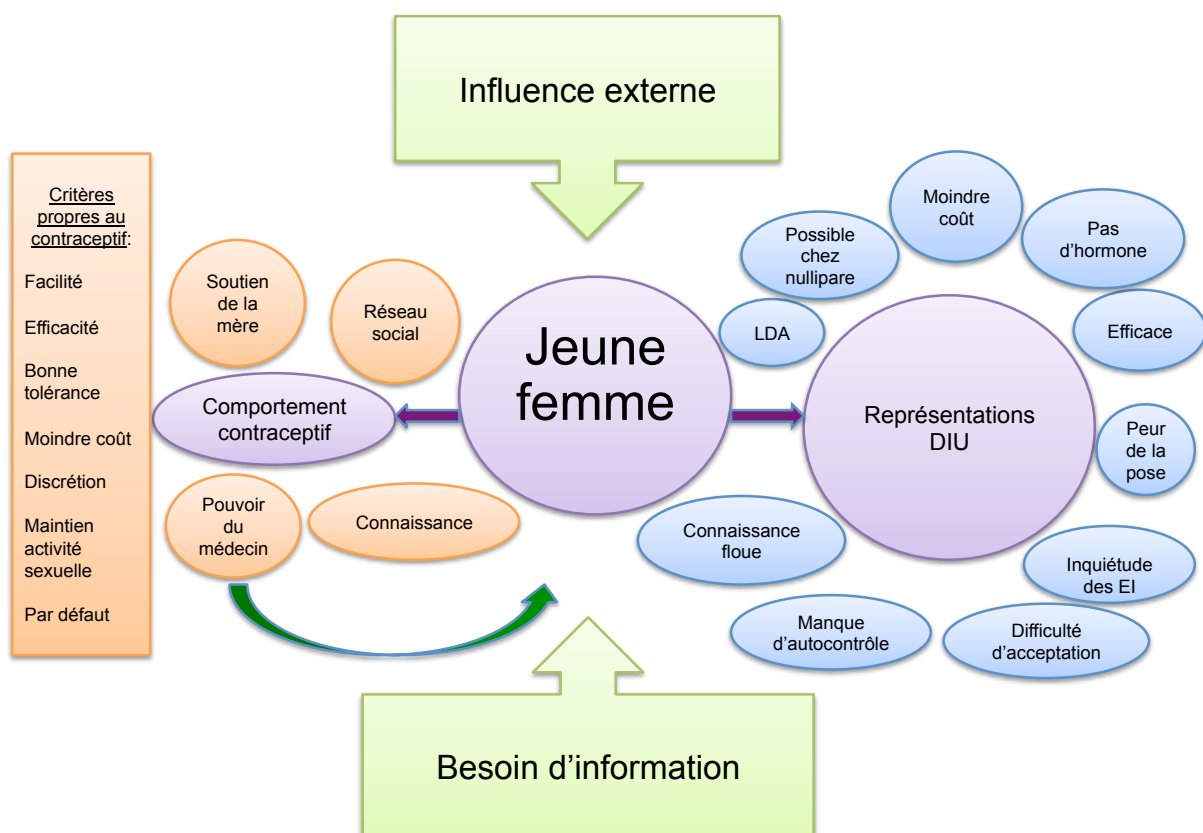 Influence externe
Critères
propres au
contraceptif:
Facilité
Efficacité
Bonne
tolérance
Moindre coût
Discrétion
Maintien
activité
sexuelle
Par défaut
Soutien
de la
mère
Réseau
social
Comportement
contraceptif
Pouvoir
du
médecin
Connaissance
Jeune
femme
Moindre
coût
Possible
chez
nullipare
Pas
d'hormone
LDA
Efficace
Représentations
DIU
Peur
de la
pose
Connaissance
floue
Inquiétude
des EI
Manque
d'autocontrôle
Difficulté
d'acceptation
Besoin d'information